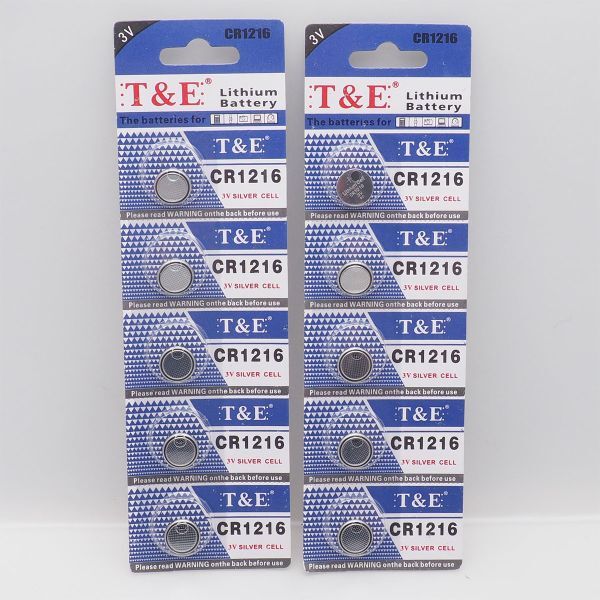 3V
CR1216
T&E®
Lithium
Battery
The batteries for
T&E®
CR1216
3V SILVER CELL
Please read WARNING onthe back before use
T&E®
CR1216
3V SILVER CELL
Please read WARNING onthe back before use
T&E®
CR1216
3V SILVER CELL
Please read WARNING onthe back before use
T&E®
CR1216
3V SILVER CELL
Please read WARNING onthe back before use
T&E®
CR1216
3V SILVER CELL
Please read WARNING onthe back before use
3V
CR1216
T&E®
Lithium
Battery
The batteries for
T&E®
CR1216
3V SILVER CELL
Please read WARNING onthe back before use
T&E®
CR1216
3V SILVER CELL
Please read WARNING onthe back before use
T&E®
CR1216
3V SILVER CELL
Please read WARNING onthe back before use
T&E®
CR1216
3V SILVER CELL
Please read WARNING onthe back before use
T&E®
CR1216
3V SILVER CELL
Please read WARNING onthe back before use